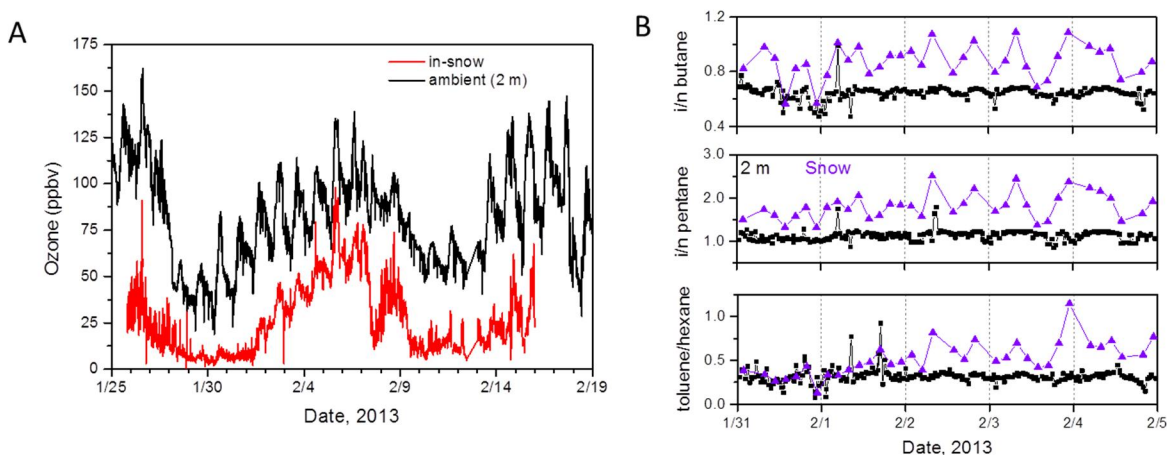 A
175
150
125
100
75
50
25
0
Ozone (ppbv)
in-snow
ambient (2 m)
1/25
1/30
2/4
2/9
2/14
2/19
Date, 2013
B
1.2
0.8
0.4
i/n butane
3.0
2.0
1.0
i/n pentane
2 m
Snow
1.0
0.5
0.0
toluene/hexane
1/31
2/1
2/2
2/3
2/4
2/5
Date, 2013